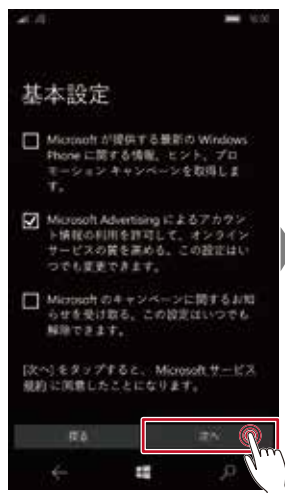 基本設定
Microsoft が提供する最新の Windows
Phone に関する情報、ヒント、プロ
モーション キャンペーンを取得しま
す。
Microsoft Advertising によるアカウン
ト情報の利用を許可して、オンライン
サービスの質を高める。この設定はい
つでも変更できます。
Microsoft のキャンペーンに関するお知
らせを受け取る。この設定はいつでも
解除できます。
[次へ] をタップすると、Microsoft サービス
規約 に同意したことになります。
戻る
次へ